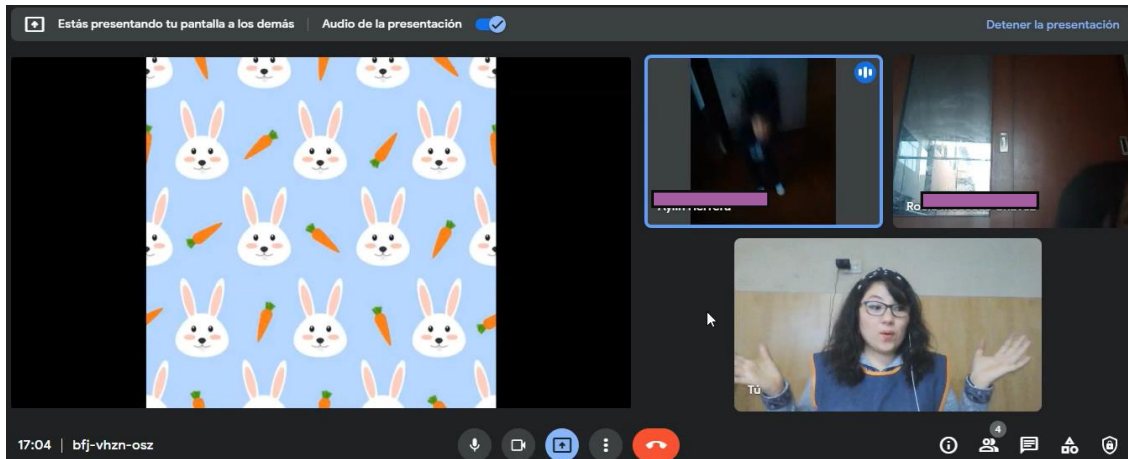 Estás presentando tu pantalla a los demás
Audio de la presentación
Detener la presentación
Tú
17:04 | bfj-vhzn-osz
4